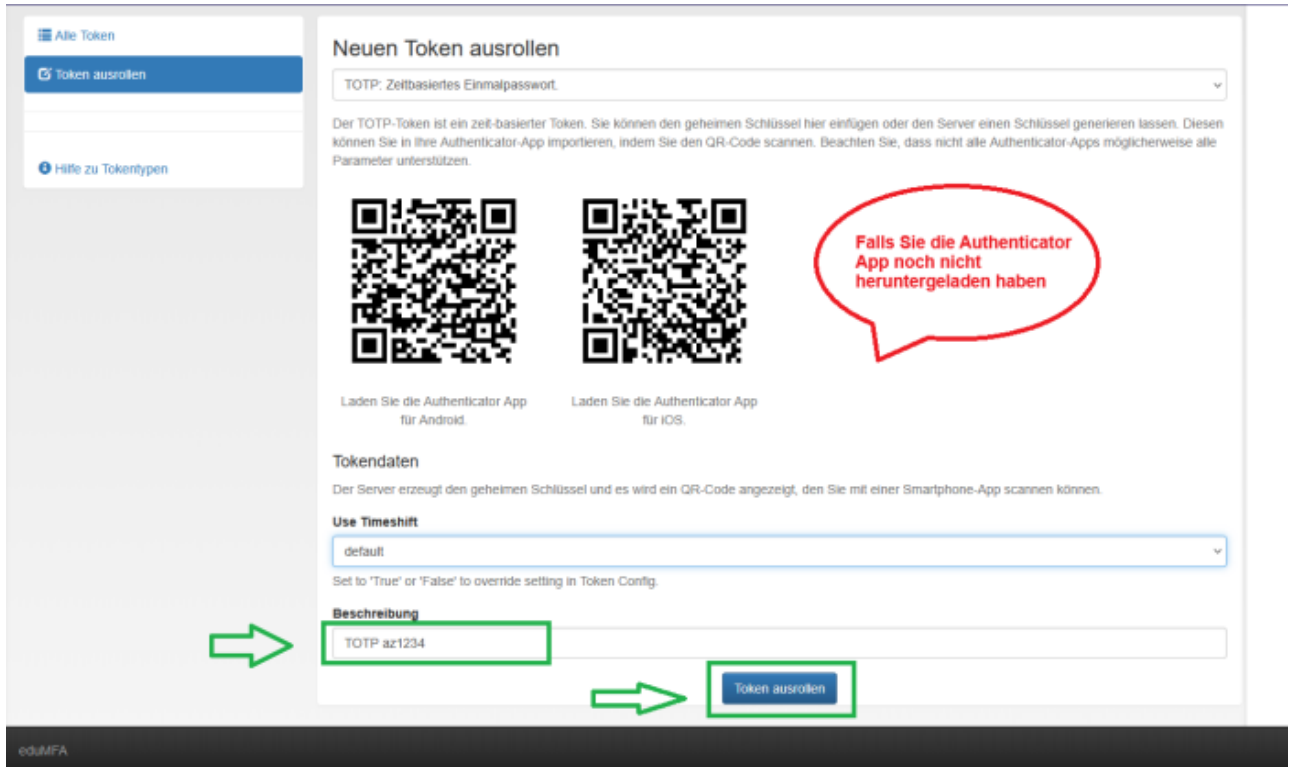 Alle Token
Token ausrollen
Hilfe zu Tokentypen
Neuen Token ausrollen
TOTP: Zeitbasiertes Einmalpasswort.
Der TOTP-Token ist ein zeit-basierter Token. Sie können den geheimen Schlüssel hier einfügen oder den Server einen Schlüssel generieren lassen. Diesen
können Sie in Ihre Authenticator-App importieren, indem Sie den QR-Code scannen. Beachten Sie, dass nicht alle Authenticator-Apps möglicherweise alle
Parameter unterstützen.
Falls Sie die Authenticator
App noch nicht
heruntergeladen haben
Laden Sie die Authenticator App
für Android.
Laden Sie die Authenticator App
für iOS.
Tokendaten
Der Server erzeugt den geheimen Schlüssel und es wird ein QR-Code angezeigt, den Sie mit einer Smartphone-App scannen können.
Use Timeshift
default
Set to 'True' or 'False' to override setting in Token Config.
Beschreibung
TOTP az1234
Token ausrollen
eduMFA